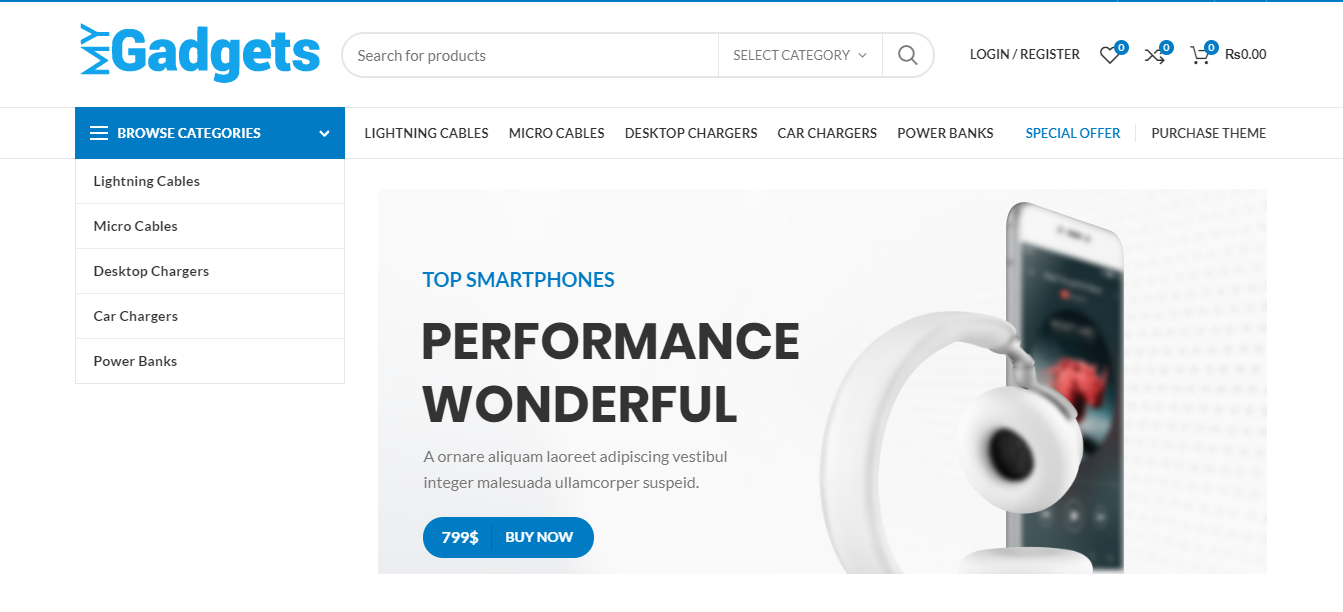 MY Gadgets
Search for products
SELECT CATEGORY
LOGIN / REGISTER
0
0
0
₨0.00
BROWSE CATEGORIES
LIGHTNING CABLES
MICRO CABLES
DESKTOP CHARGERS
CAR CHARGERS
POWER BANKS
SPECIAL OFFER
PURCHASE THEME
Lightning Cables
Micro Cables
Desktop Chargers
Car Chargers
Power Banks
TOP SMARTPHONES
PERFORMANCE
WONDERFUL
A ornare aliquam laoreet adipiscing vestibul
integer malesuada ullamcorper suspeid.
799$ BUY NOW